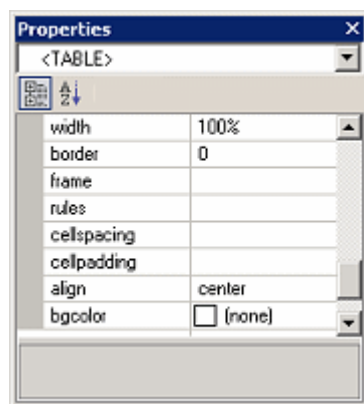 Properties
<TABLE>
width 100%
border 0
frame
rules
cellspacing
cellpadding
align center
bgcolor (none)